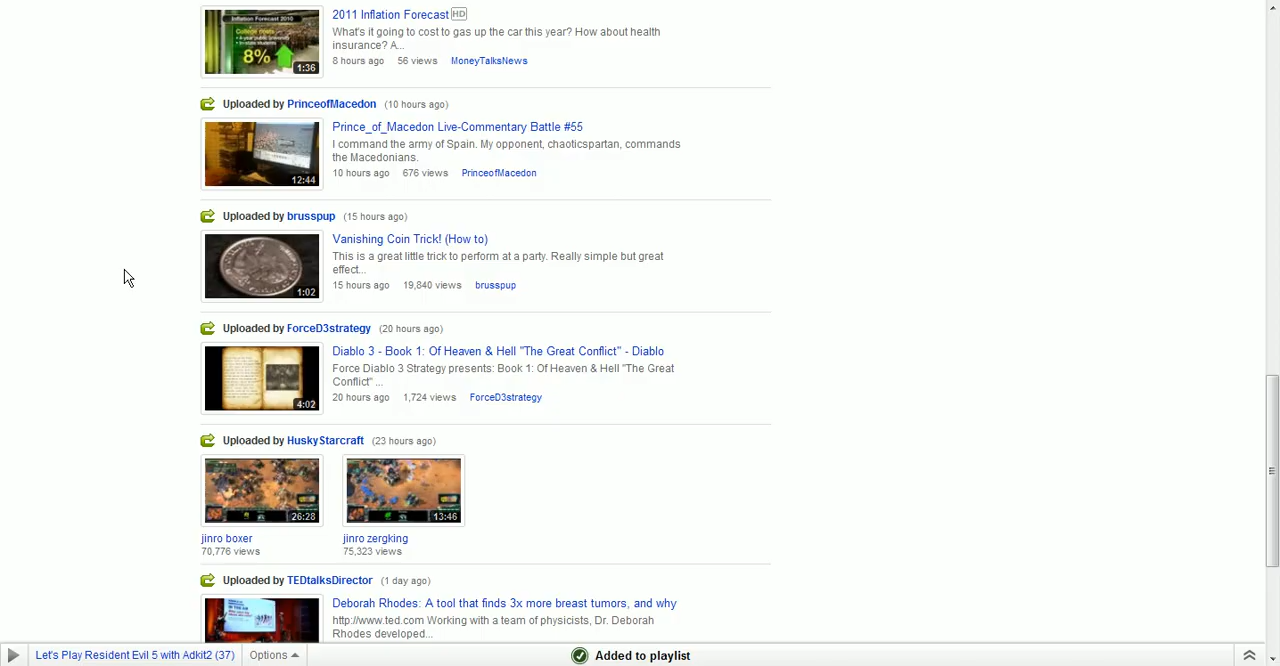 Inflation Forecast 2010
8%
1:36
2011 Inflation Forecast HD
What's it going to cost to gas up the car this year? How about health
insurance? A...
8 hours ago 56 views MoneyTalksNews
Uploaded by PrinceofMacedon (10 hours ago)
12:44
Prince_of_Macedon Live-Commentary Battle #55
I command the army of Spain. My opponent, chaoticspartan, commands
the Macedonians.
10 hours ago 676 views PrinceofMacedon
Uploaded by brusspup (15 hours ago)
1:02
Vanishing Coin Trick! (How to)
This is a great little trick to perform at a party. Really simple but great
effect...
15 hours ago 19,840 views brusspup
Uploaded by ForceD3strategy (20 hours ago)
4:02
Diablo 3 - Book 1: Of Heaven & Hell "The Great Conflict" - Diablo
Force Diablo 3 Strategy presents: Book 1: Of Heaven & Hell "The Great
Conflict" ...
20 hours ago 1,724 views ForceD3strategy
Uploaded by HuskyStarcraft (23 hours ago)
26:28 13:46
jinro boxer jinro zergking
70,776 views 75,323 views
Uploaded by TEDtalksDirector (1 day ago)
Deborah Rhodes: A tool that finds 3x more breast tumors, and why
http://www.ted.com Working with a team of physicists, Dr. Deborah
Rhodes developed...
Let's Play Resident Evil 5 with Adkit2 (37) Options Added to playlist